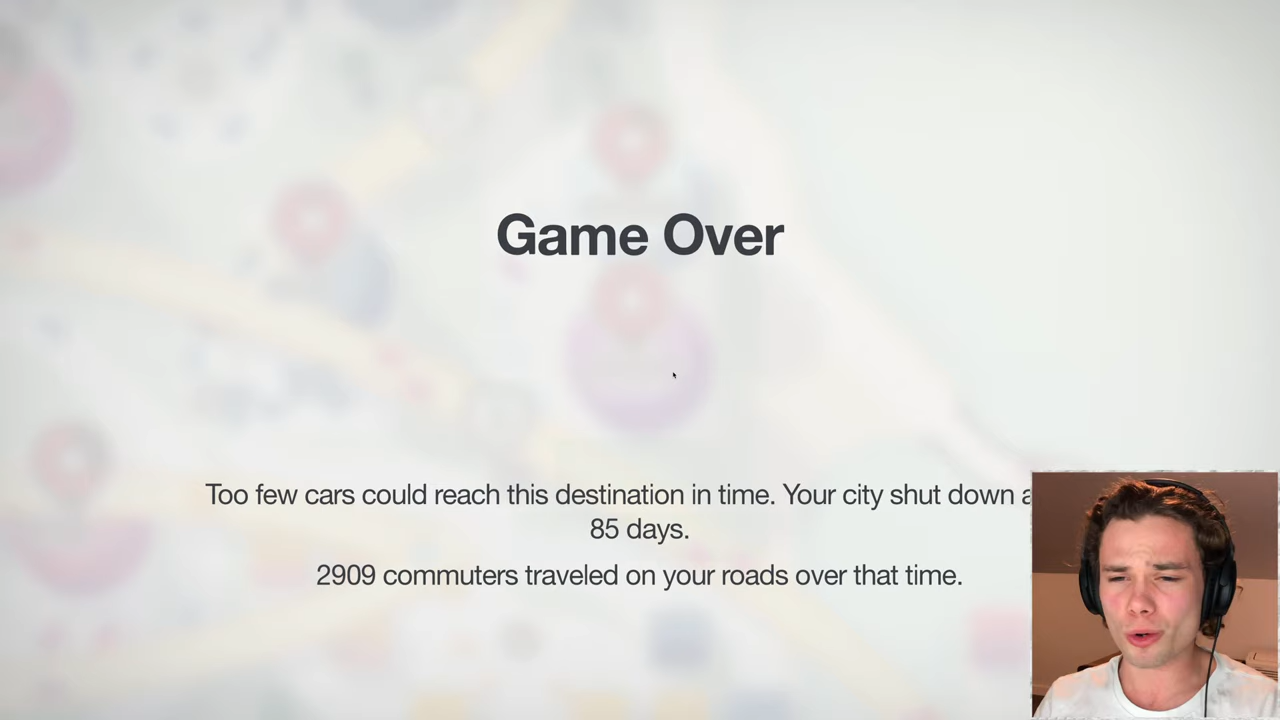 Game Over
Too few cars could reach this destination in time. Your city shut down
85 days.
2909 commuters traveled on your roads over that time.